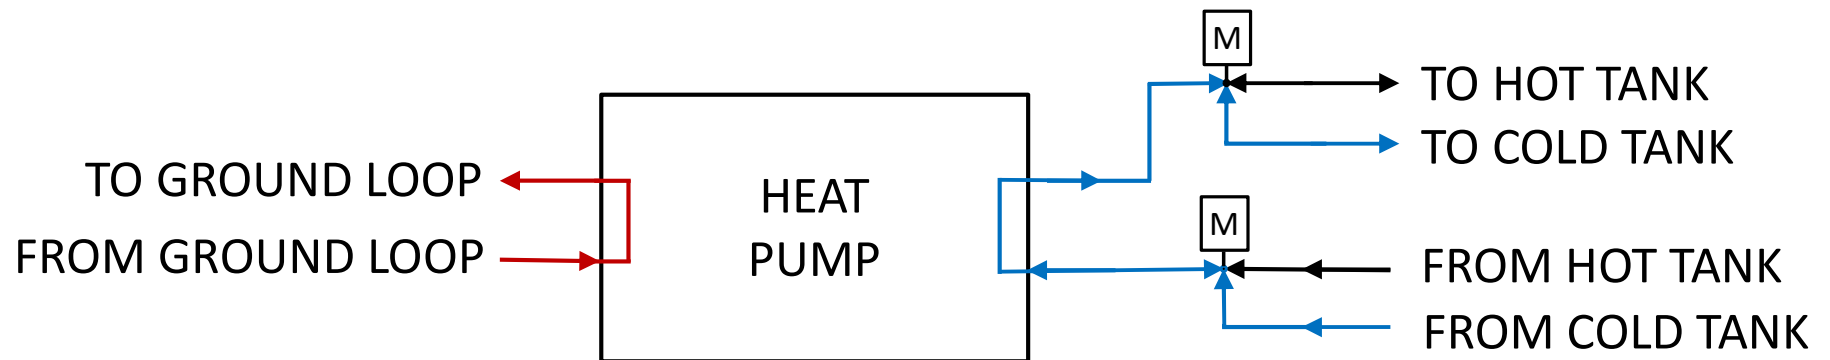 M
TO HOT TANK
TO COLD TANK
TO GROUND LOOP
HEAT
PUMP
M
FROM GROUND LOOP
FROM HOT TANK
FROM COLD TANK